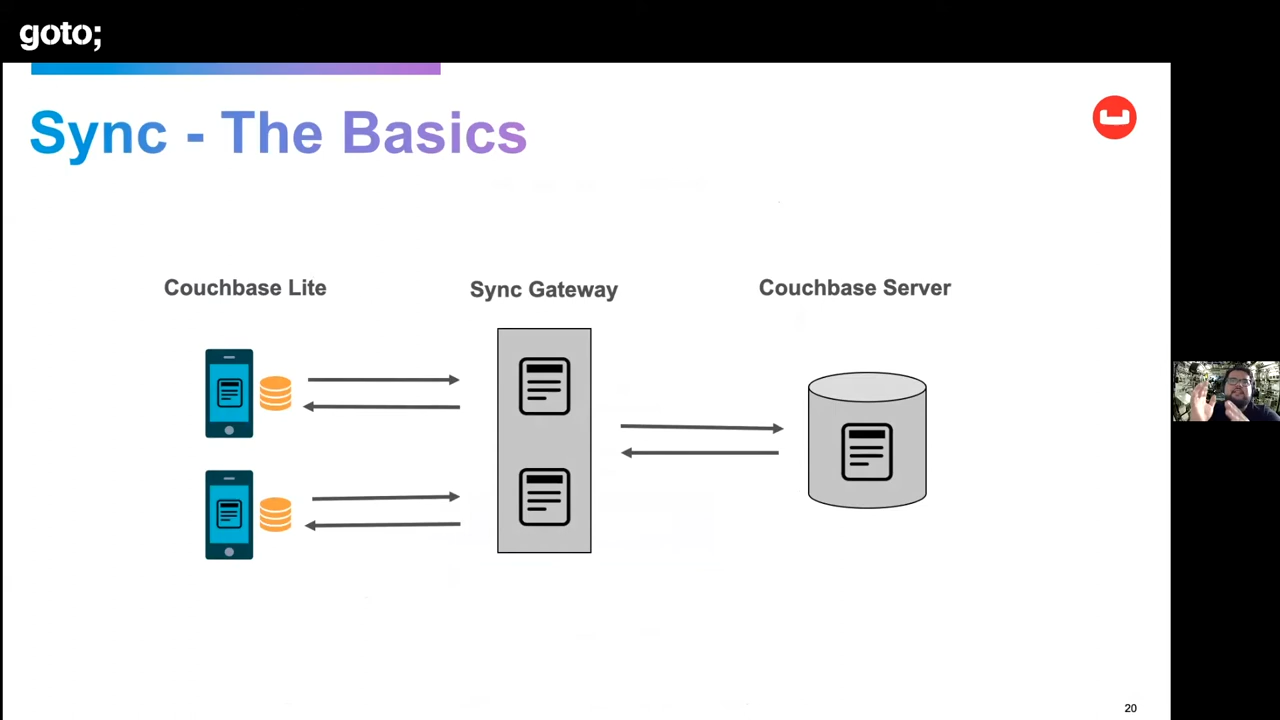 goto;
Sync - The Basics
Couchbase Lite
Sync Gateway
Couchbase Server
20